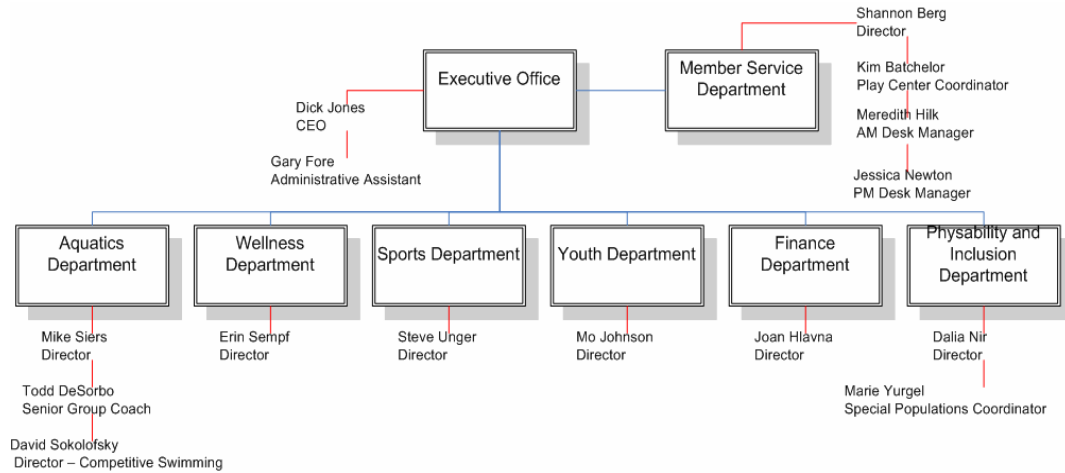 Shannon Berg
Director
Executive Office
Member Service
Department
Kim Batchelor
Play Center Coordinator
Dick Jones
CEO
Meredith Hilk
AM Desk Manager
Gary Fore
Administrative Assistant
Jessica Newton
PM Desk Manager
Aquatics
Department
Wellness
Department
Sports Department
Youth Department
Finance
Department
Physability and
Inclusion
Department
Mike Siers
Director
Erin Sempf
Director
Steve Unger
Director
Mo Johnson
Director
Joan Hlavna
Director
Dalia Nir
Director
Todd DeSorbo
Senior Group Coach
Marie Yurgel
Special Populations Coordinator
David Sokolofsky
Director – Competitive Swimming